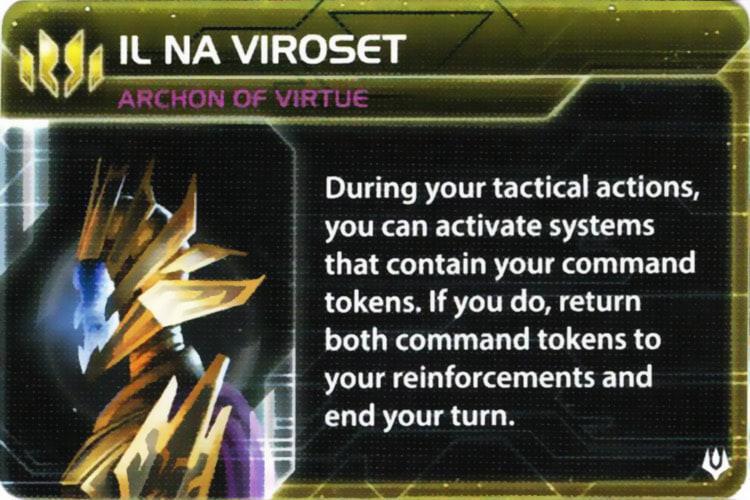 IL NA VIROSET
ARCHON OF VIRTUE
During your tactical actions,
you can activate systems
that contain your command
tokens. If you do, return
both command tokens to
your reinforcements and
end your turn.